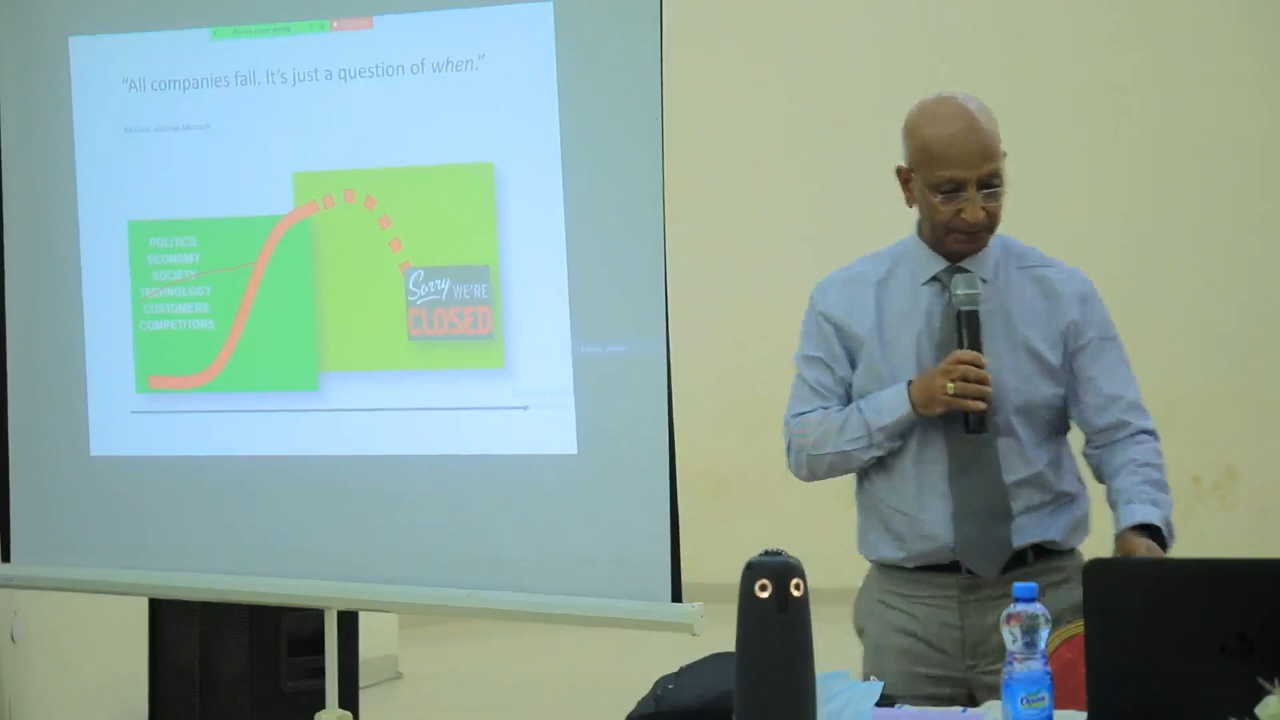 "All companies fail. It's just a question of when."
POLITICS
ECONOMY
SOCIETY
TECHNOLOGY
CUSTOMERS
COMPETITORS
Sorry WE'RE
CLOSED